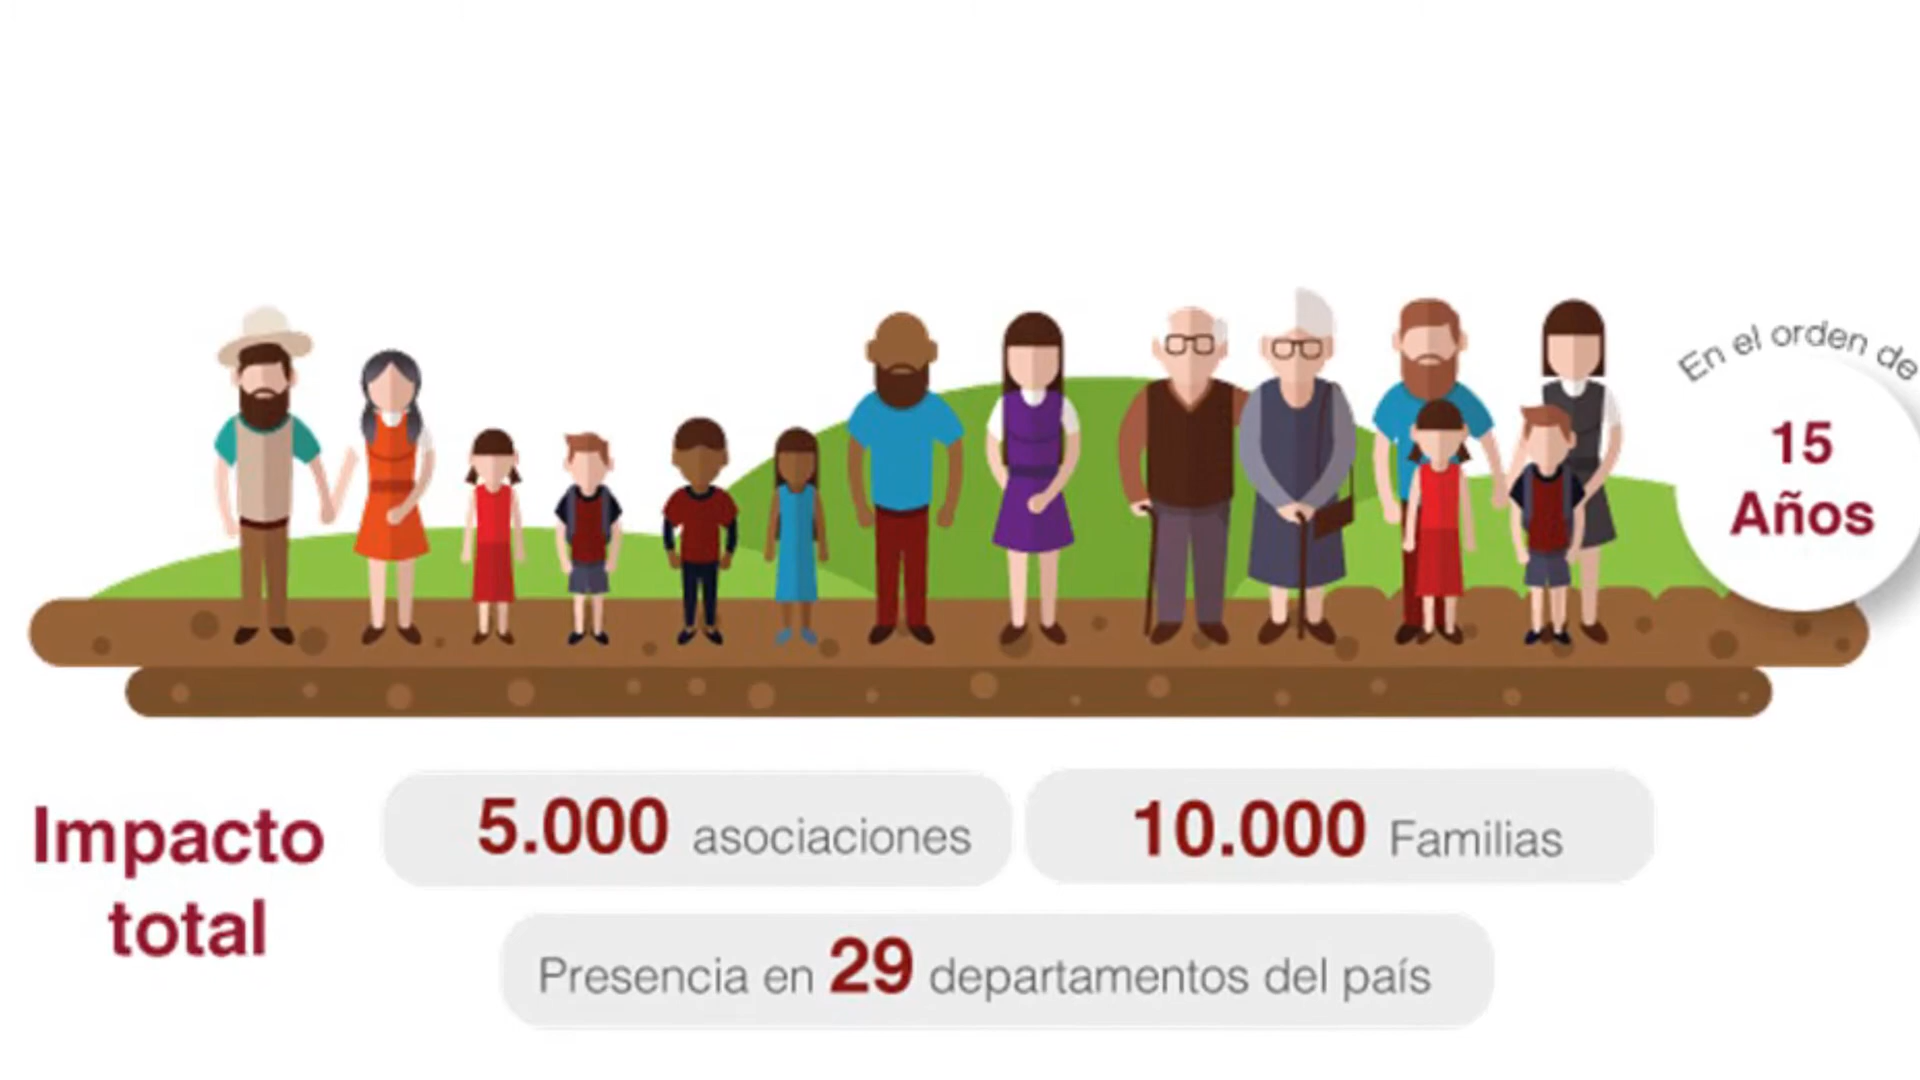 En el orden de
15
Años
Impacto
total
5.000 asociaciones
10.000 Familias
Presencia en 29 departamentos del país